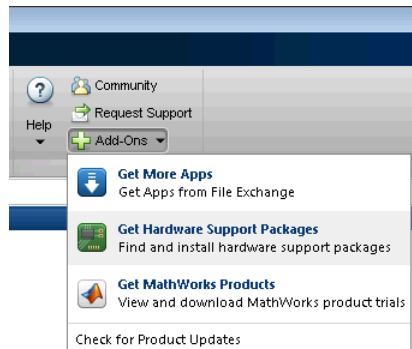 Community
Request Support
Help
Add-Ons
Get More Apps
Get Apps from File Exchange
Get Hardware Support Packages
Find and install hardware support packages
Get MathWorks Products
View and download MathWorks product trials
Check for Product Updates